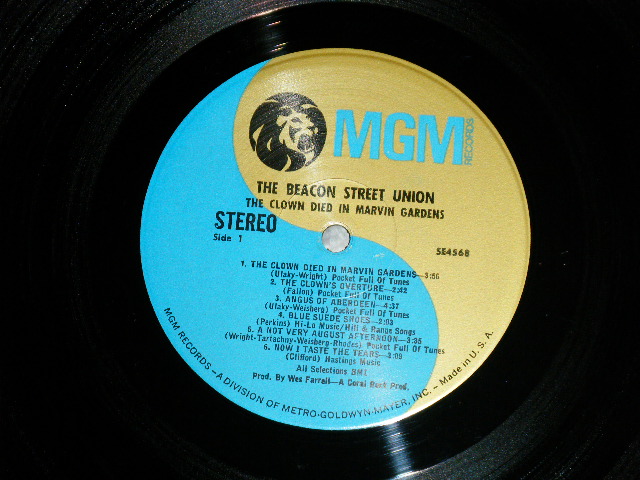 MGM
RECORDS
THE BEACON STREET UNION
THE CLOWN DIED IN MARVIN GARDENS
STEREO
Side 1
SE4568
1. THE CLOWN DIED IN MARVIN GARDENS—3:56
(Ulaky-Wright) Pocket Full Of Tunes
2. THE CLOWN'S OVERTURE—2:42
(Fallon) Pocket Full Of Tunes
3. ANGUS OF ABERDEEN—4:37
(Ulaky-Weisberg) Pocket Full Of Tunes
4. BLUE SUEDE SHOES—2:03
(Perkins) Hi-Lo Music/Hill & Range Songs
5. A NOT VERY AUGUST AFTERNOON—3:35
(Wright-Tartachny-Weisberg-Rhodes) Pocket Full Of Tunes
6. NOW I TASTE THE TEARS—3:09
(Clifford) Hastings Music
All Selections BMI
Prod. By Wes Farrell—A Coral Rock Prod.
MGM RECORDS—A DIVISION OF METRO-GOLDWYN-MAYER, INC.—Made in U. S. A.